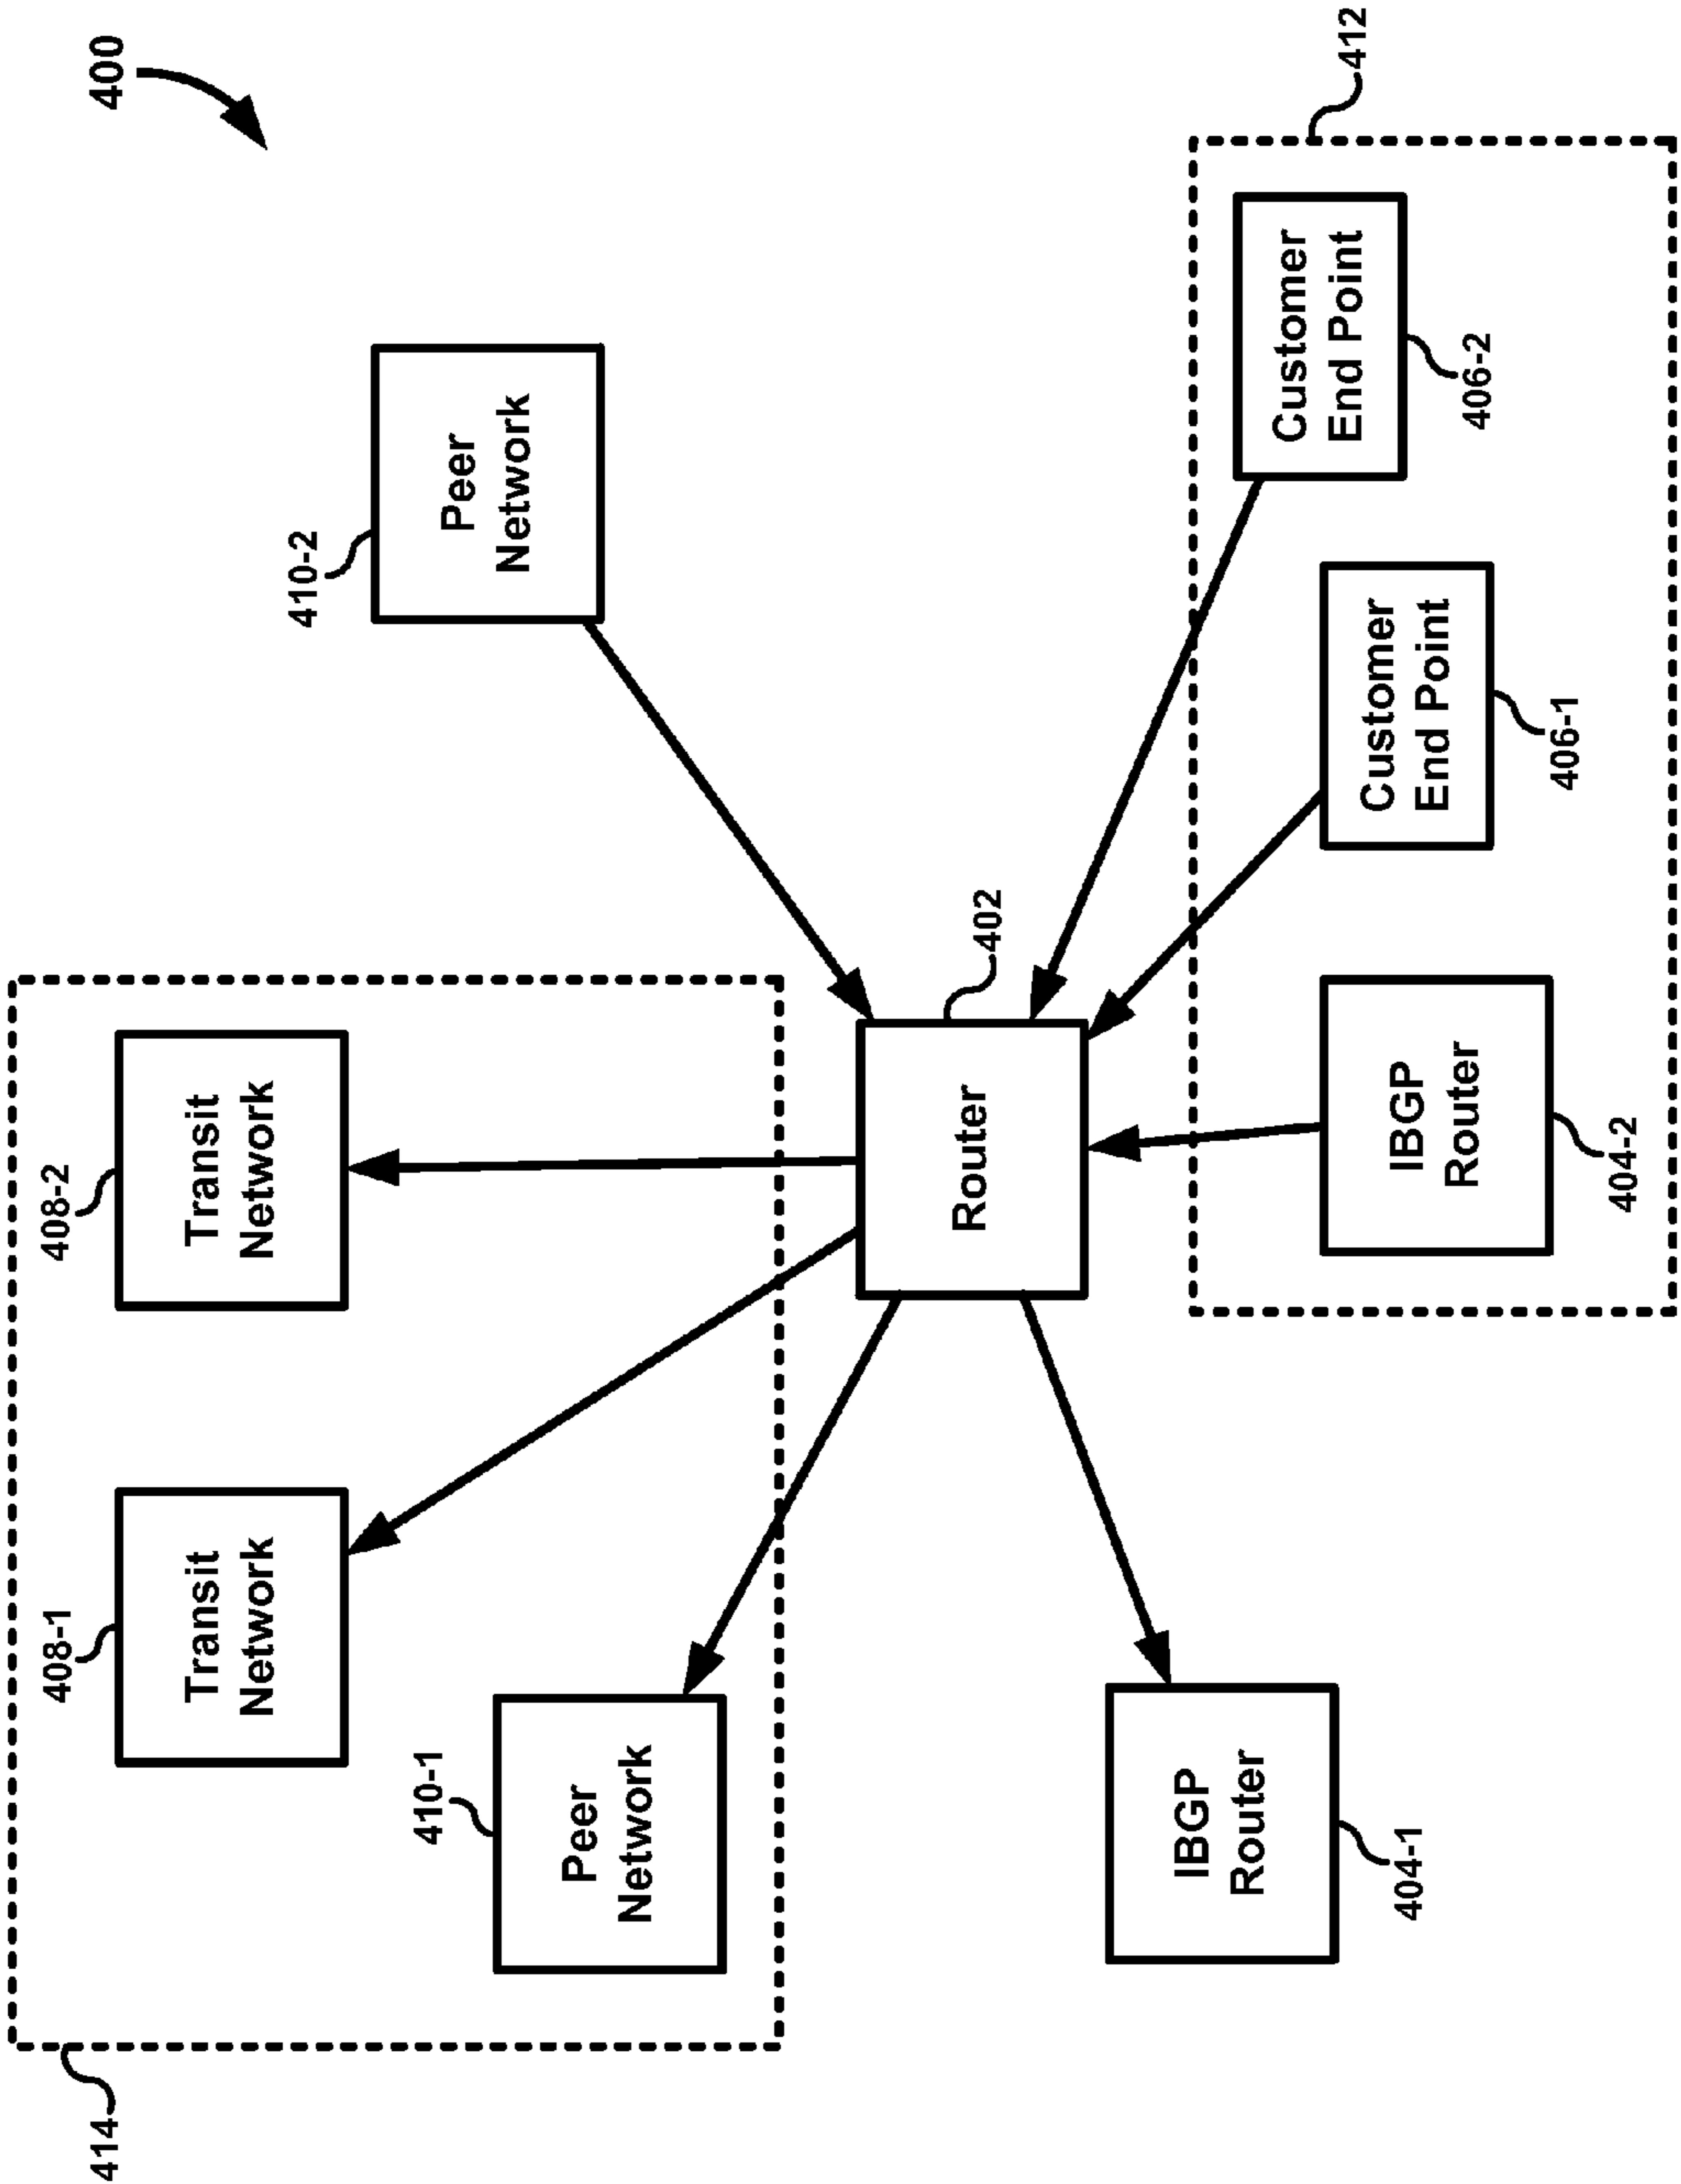 400
414
408-1
Transit
Network
408-2
Transit
Network
410-2
Peer
Network
410-1
Peer
Network
Router
402
IBGP
Router
404-1
IBGP
Router
404-2
Customer
End Point
406-1
Customer
End Point
406-2
412